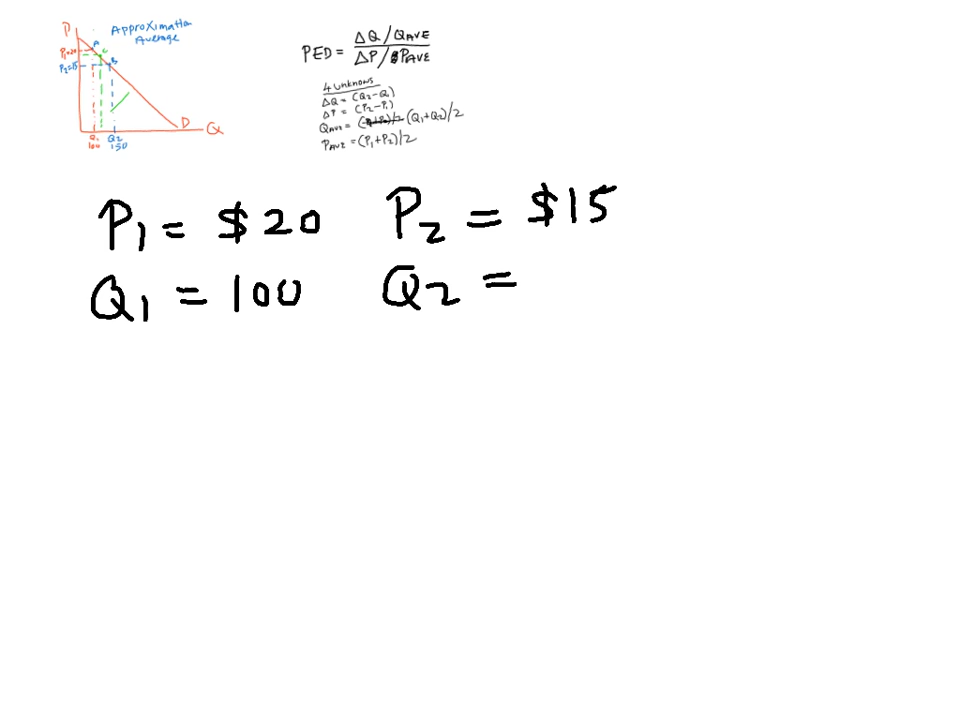 P
Approximation
Average
A
P1=20
C
P2=15
B
D
Q
Q1 Q2
100 150
PED = ΔQ/QAVE
ΔP/PAVE
4 unknowns
ΔQ = (Q2-Q1)
ΔP = (P2-P1)
QAVE = (Q1+Q2)/2
PAVE = (P1+P2)/2
P1 = $20 P2 = $15
Q1 = 100 Q2 =